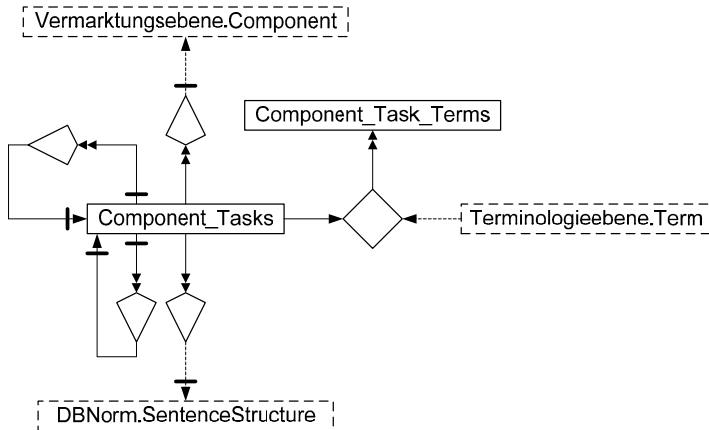 Vermarktungsebene.Component
Component_Task_Terms
Component_Tasks
Terminologieebene.Term
DBNorm.SentenceStructure